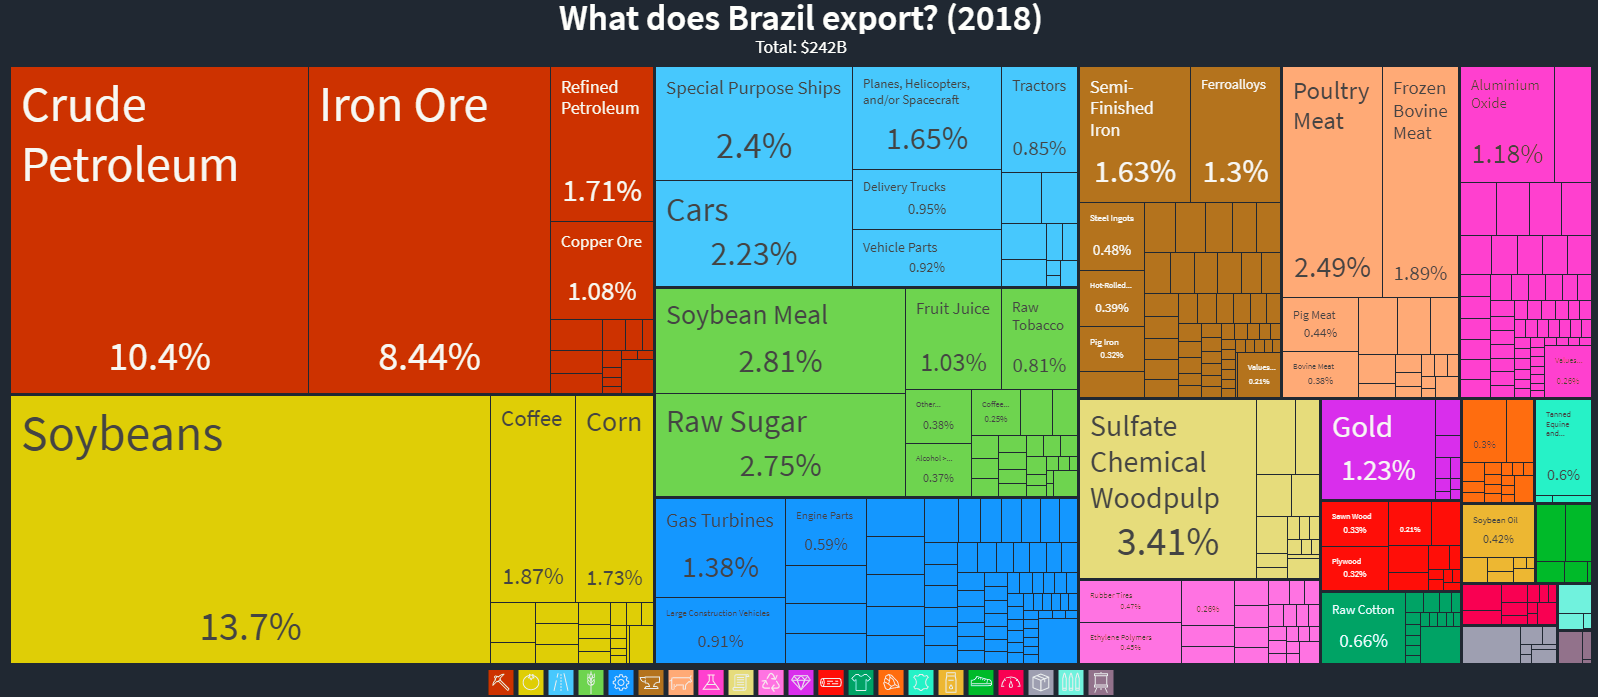 What does Brazil export? (2018)
Total: $242B
Crude
Petroleum
10.4%
Iron Ore
8.44%
Refined
Petroleum
1.71%
Copper Ore
1.08%
Soybeans
13.7%
Coffee
1.87%
Corn
1.73%
Special Purpose Ships
2.4%
Cars
2.23%
Planes, Helicopters,
and/or Spacecraft
1.65%
Delivery Trucks
0.95%
Vehicle Parts
0.92%
Tractors
0.85%
Soybean Meal
2.81%
Raw Sugar
2.75%
Fruit Juice
1.03%
Raw
Tobacco
0.81%
Other...
0.38%
Coffee...
0.25%
Alcohol >...
0.37%
Gas Turbines
1.38%
Engine Parts
0.59%
Large Construction Vehicles
0.91%
Semi-
Finished
Iron
1.63%
Ferroalloys
1.3%
Steel Ingots
0.48%
Hot-Rolled...
0.39%
Pig Iron
0.32%
Values...
0.21%
Poultry
Meat
2.49%
Frozen
Bovine
Meat
1.89%
Pig Meat
0.44%
Bovine Meat
0.38%
Aluminium
Oxide
1.18%
Values...
0.26%
Sulfate
Chemical
Woodpulp
3.41%
Rubber Tires
0.47%
0.26%
Ethylene Polymers
0.45%
Gold
1.23%
Sawn Wood
0.33%
0.21%
Plywood
0.32%
Raw Cotton
0.66%
0.3%
Tanned
Equine
and...
0.6%
Soybean Oil
0.42%